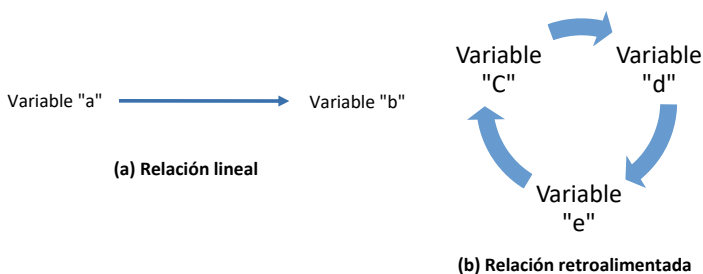 Variable "a"
Variable "b"
(a) Relación lineal
Variable
"C"
Variable
"d"
Variable
"e"
(b) Relación retroalimentada